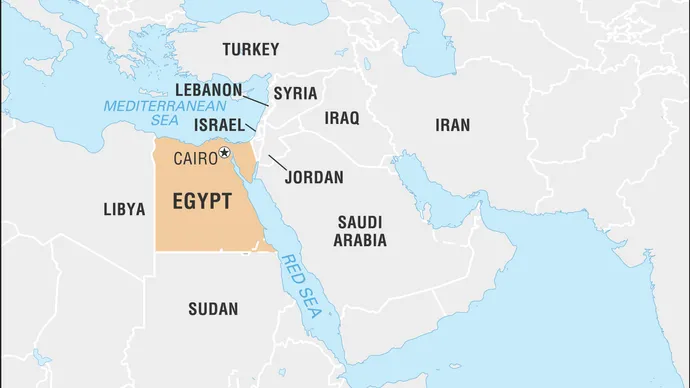 TURKEY
LEBANON
SYRIA
MEDITERRANEAN
SEA
ISRAEL
IRAQ
IRAN
CAIRO
JORDAN
EGYPT
LIBYA
SAUDI
ARABIA
RED SEA
SUDAN